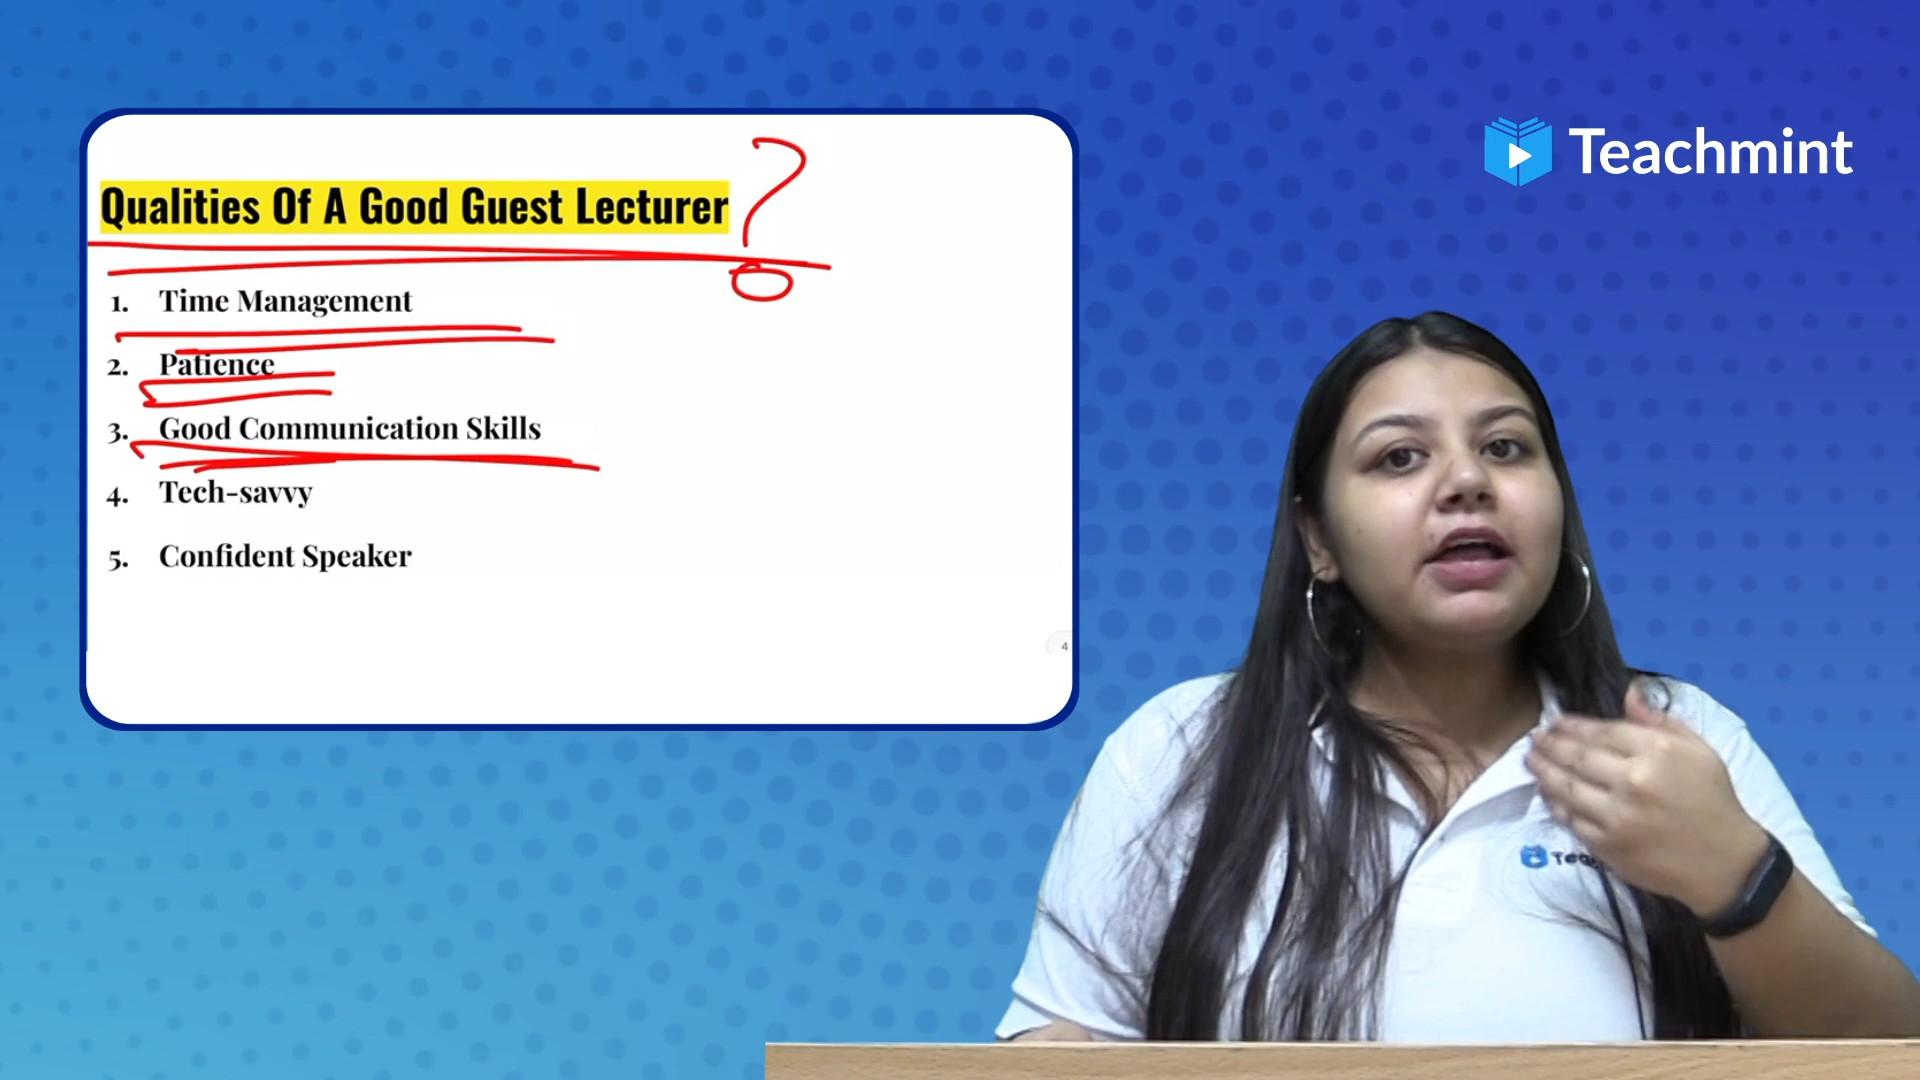 Teachmint
Qualities Of A Good Guest Lecturer ?
1. Time Management
2. Patience
3. Good Communication Skills
4. Tech-savvy
5. Confident Speaker
4